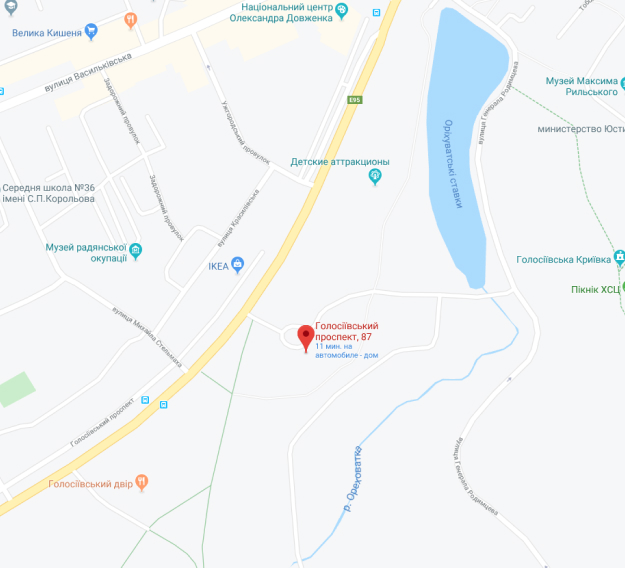 Національний центр
Олександра Довженка
Велика Кишеня
вулиця Васильківська
E95
Задорожний провулок
Ужгородський провулок
вулиця Генерала Родимцева
Музей Максима
Рильського
министерство Юсти
Оріхуватські ставки
Детские аттракционы
Середня школа №36
імені С.П.Корольова
Задорожний провулок
вулиця Красилівська
Музей радянської
окупації
IKEA
Голосіївська Криївка
Пікнік ХСЦ
вулиця Михайла Стельмаха
Голосіївський
проспект, 87
11 мин. на
автомобиле - дом
Голосіївський проспект
Голосіївський двір
р. Ореховатка
вулиця Генерала Родимцева